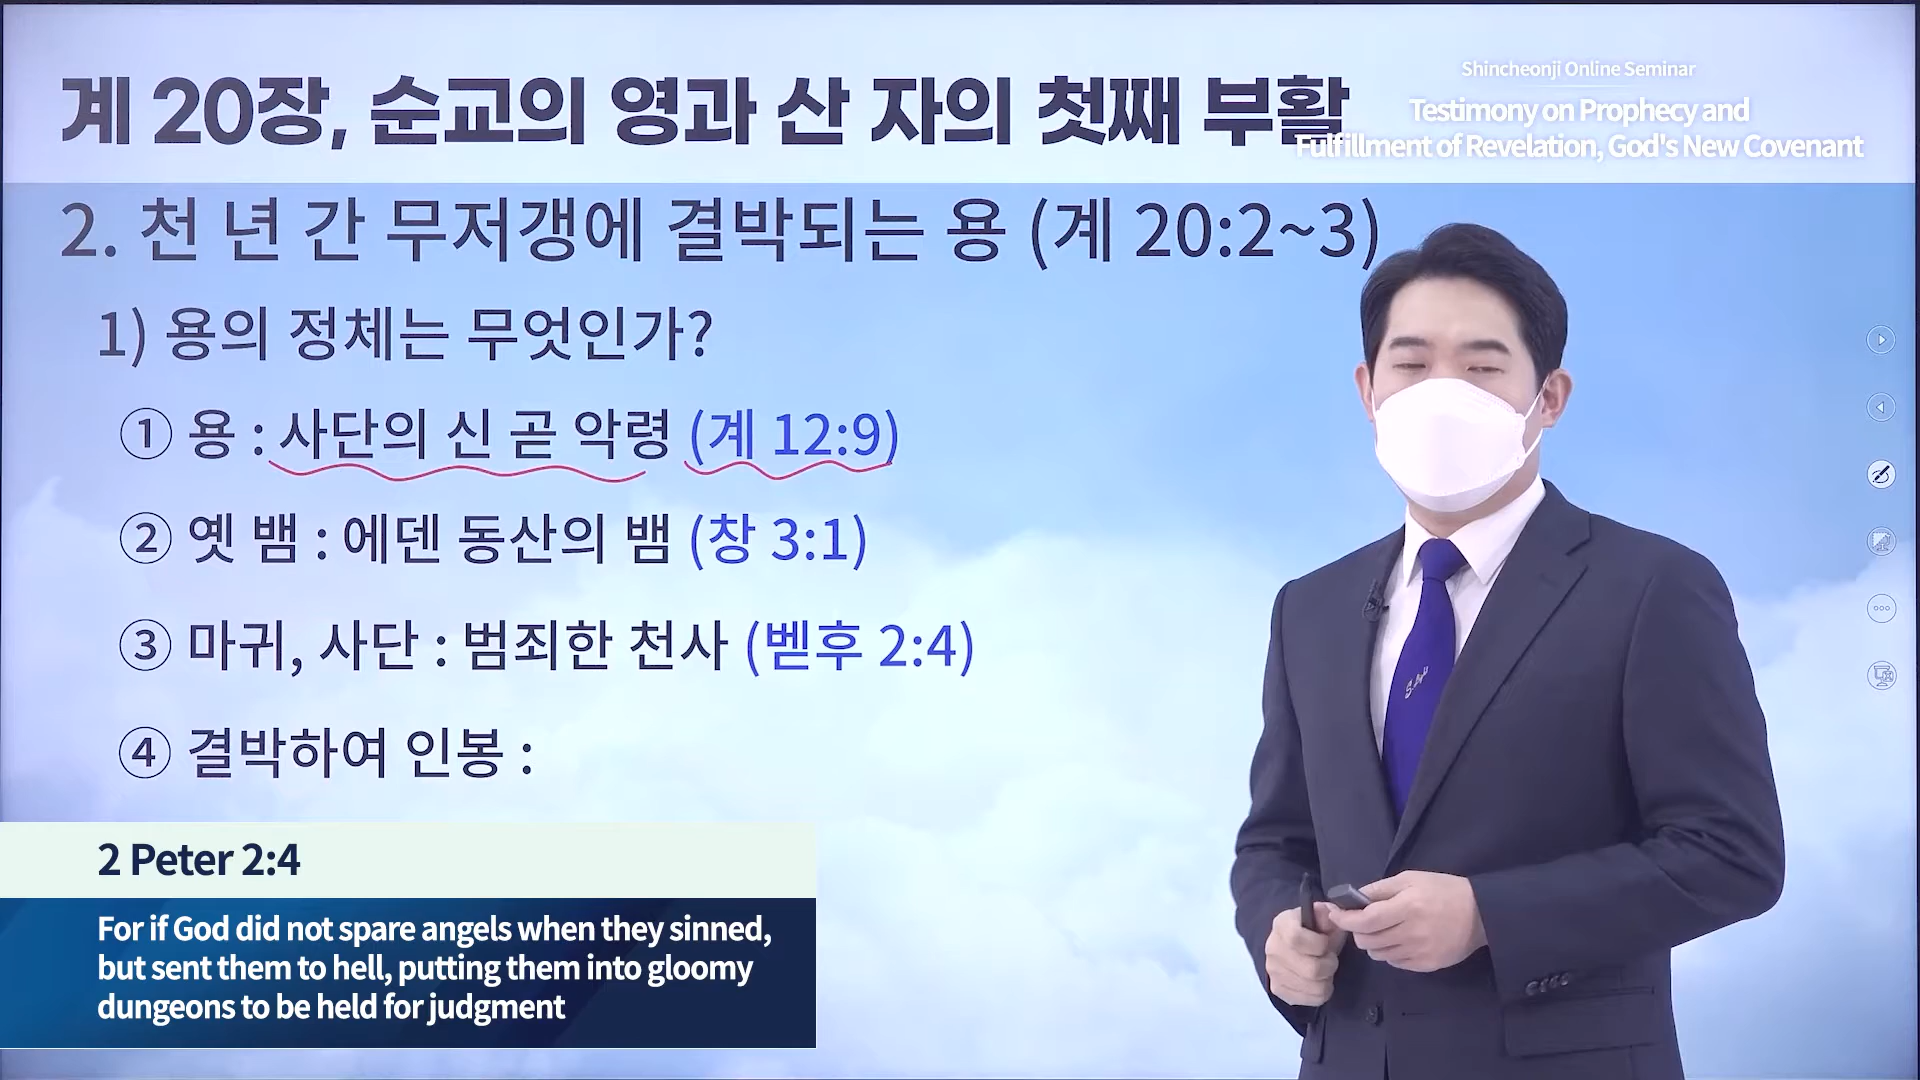 계 20장, 순교의 영과 산 자의 첫째 부활
Shincheonji Online Seminar
Testimony on Prophecy and
Fulfillment of Revelation, God's New Covenant
2. 천 년 간 무저갱에 결박되는 용 (계 20:2~3)
1) 용의 정체는 무엇인가?
① 용 : 사단의 신 곧 악령 (계 12:9)
② 옛 뱀 : 에덴 동산의 뱀 (창 3:1)
③ 마귀, 사단 : 범죄한 천사 (벧후 2:4)
④ 결박하여 인봉 :
2 Peter 2:4
For if God did not spare angels when they sinned,
but sent them to hell, putting them into gloomy
dungeons to be held for judgment